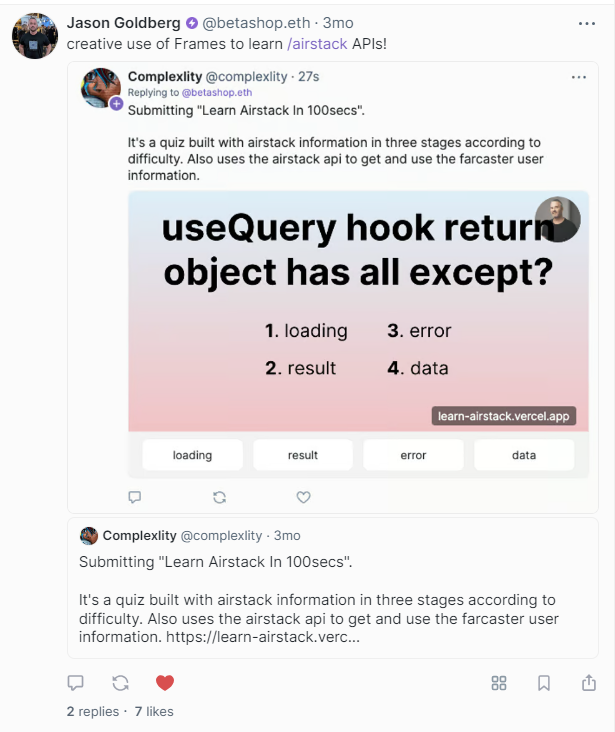 Jason Goldberg @betashop.eth · 3mo
creative use of Frames to learn /airstack APIs!
Complexlity @complexlity · 27s
Replying to @betashop.eth
Submitting "Learn Airstack In 100secs".
It's a quiz built with airstack information in three stages according to
difficulty. Also uses the airstack api to get and use the farcaster user
information.
useQuery hook return
object has all except?
1. loading 3. error
2. result 4. data
learn-airstack.vercel.app
loading result error data
Complexlity @complexlity · 3mo
Submitting "Learn Airstack In 100secs".
It's a quiz built with airstack information in three stages according to
difficulty. Also uses the airstack api to get and use the farcaster user
information. https://learn-airstack.verc...
2 replies · 7 likes